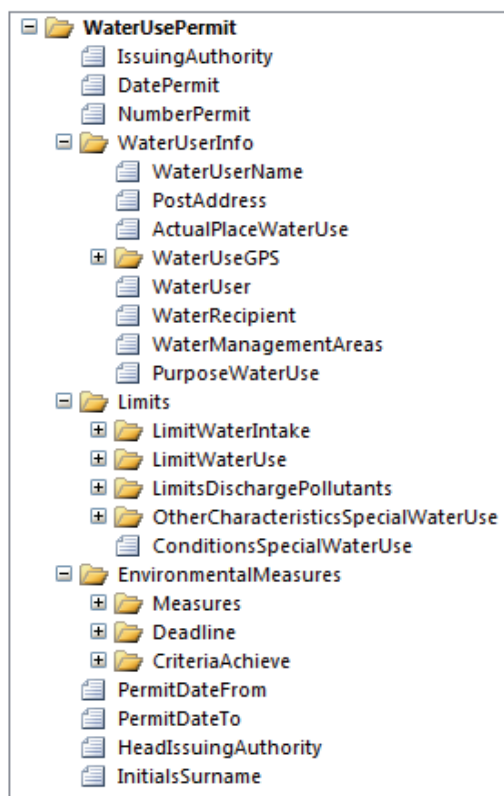 WaterUsePermit
IssuingAuthority
DatePermit
NumberPermit
WaterUserInfo
WaterUserName
PostAddress
ActualPlaceWaterUse
WaterUseGPS
WaterUser
WaterRecipient
WaterManagementAreas
PurposeWaterUse
Limits
LimitWaterIntake
LimitWaterUse
LimitsDischargePollutants
OtherCharacteristicsSpecialWaterUse
ConditionsSpecialWaterUse
EnvironmentalMeasures
Measures
Deadline
CriteriaAchieve
PermitDateFrom
PermitDateTo
HeadIssuingAuthority
InitialsSurname